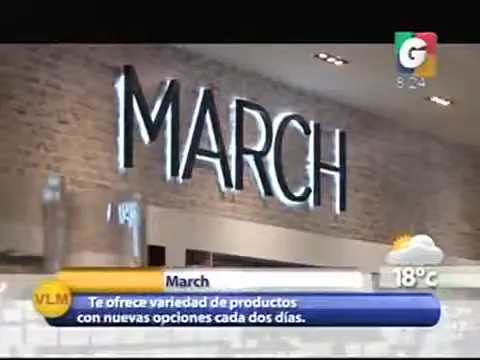 G
8:24
MARCH
March
18°c
VLM
Te ofrece variedad de productos
con nuevas opciones cada dos días.